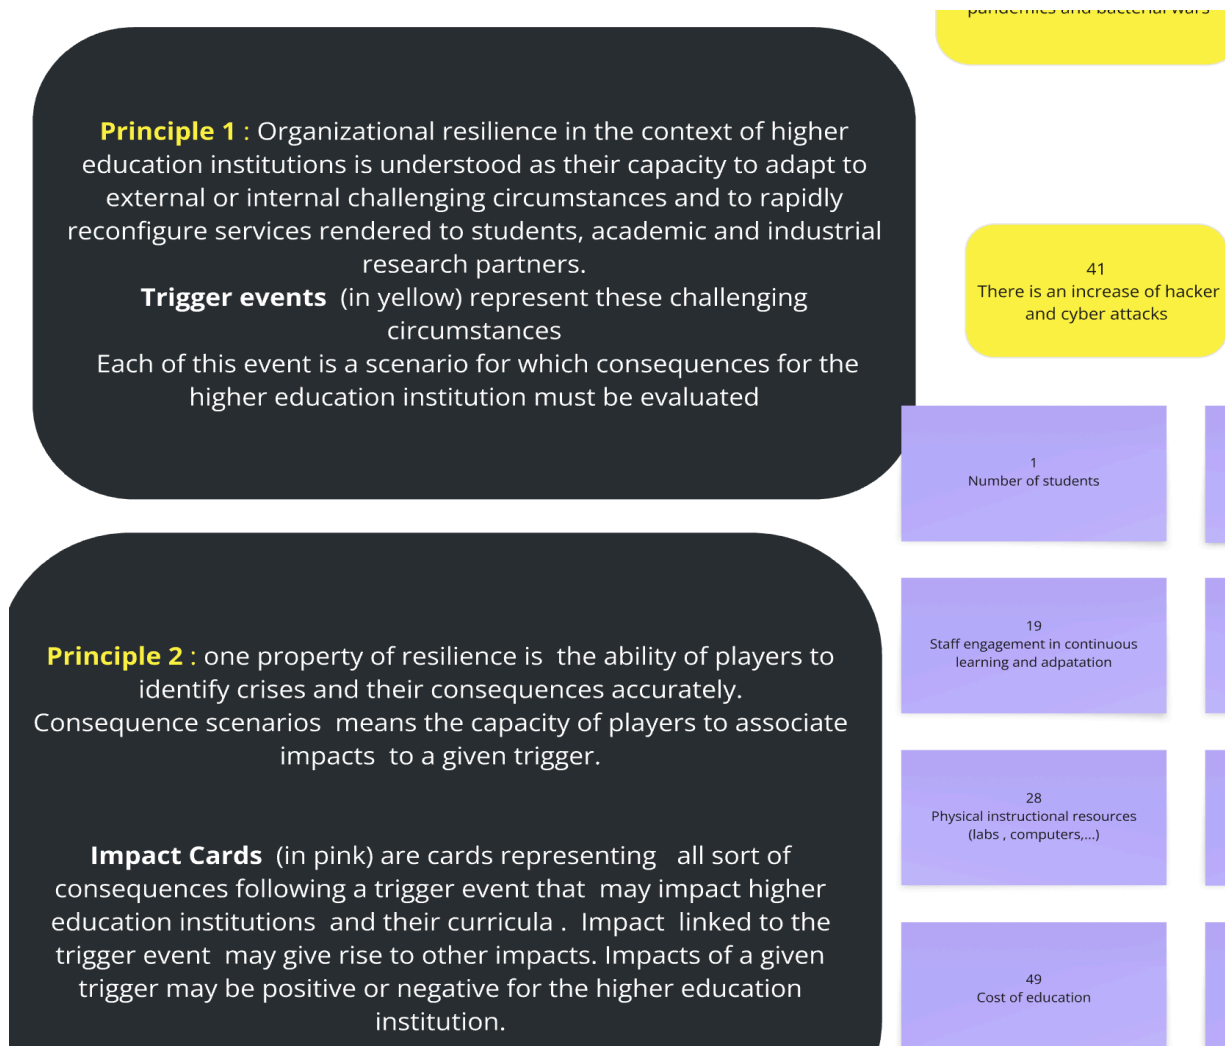 Principle 1 : Organizational resilience in the context of higher
education institutions is understood as their capacity to adapt to
external or internal challenging circumstances and to rapidly
reconfigure services rendered to students, academic and industrial
research partners.
Trigger events (in yellow) represent these challenging
circumstances
Each of this event is a scenario for which consequences for the
higher education institution must be evaluated
Principle 2 : one property of resilience is the ability of players to
identify crises and their consequences accurately.
Consequence scenarios means the capacity of players to associate
impacts to a given trigger.
Impact Cards (in pink) are cards representing all sort of
consequences following a trigger event that may impact higher
education institutions and their curricula . Impact linked to the
trigger event may give rise to other impacts. Impacts of a given
trigger may be positive or negative for the higher education
institution.
pandemics and bacterial wars
41
There is an increase of hacker
and cyber attacks
1
Number of students
19
Staff engagement in continuous
learning and adpatation
28
Physical instructional resources
(labs , computers,...)
49
Cost of education